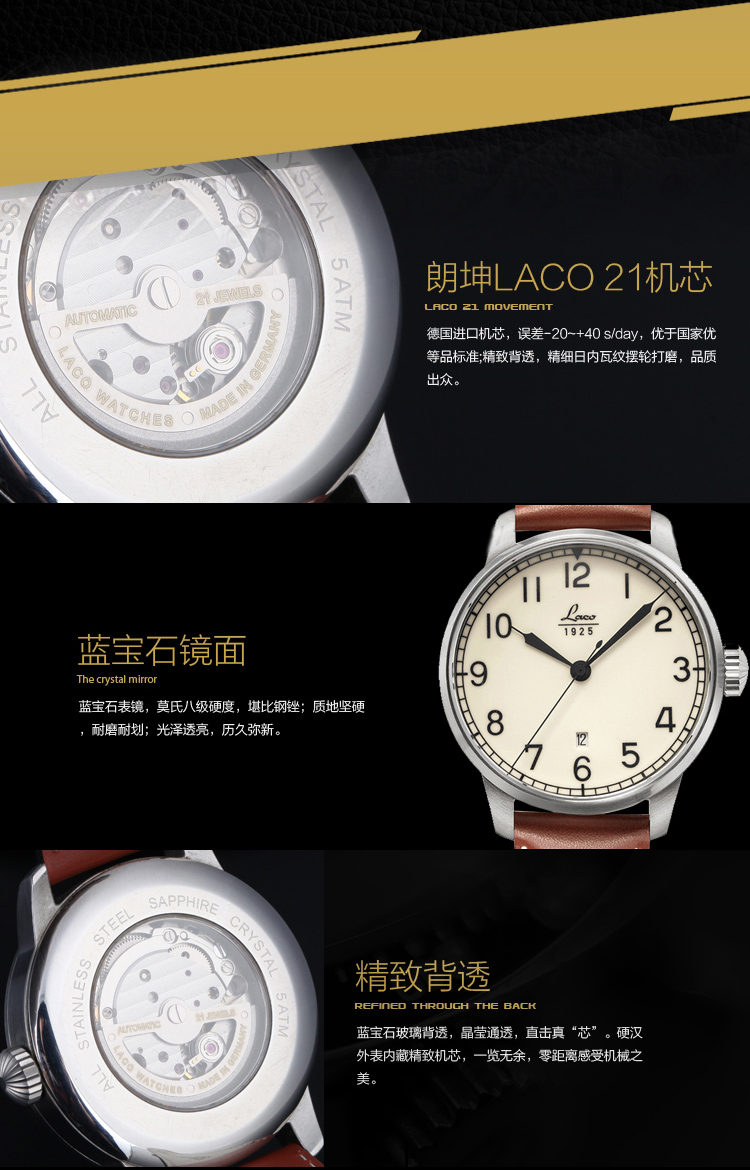 STAINLESS
CRYSTAL 5 ATM
ALL
AUTOMATIC
21 JEWELS
LACO WATCHES
MADE IN GERMANY
朗坤LACO 21机芯
LACO 21 MOVEMENT
德国进口机芯，误差-20~+40 s/day，优于国家优
等品标准;精致背透，精细日内瓦纹摆轮打磨，品质
出众。
蓝宝石镜面
The crystal mirror
蓝宝石表镜，莫氏八级硬度，堪比钢锉；质地坚硬
，耐磨耐划；光泽透亮，历久弥新。
12
1
2
3
4
5
6
7
8
9
10
11
Laco
1925
12
ALL STAINLESS STEEL SAPPHIRE CRYSTAL 5 ATM
AUTOMATIC
21 JEWELS
LACO WATCHES
MADE IN GERMANY
精致背透
REFINED THROUGH THE BACK
蓝宝石玻璃背透，晶莹通透，直击真“芯”。硬汉
外表内藏精致机芯，一览无余，零距离感受机械之
美。